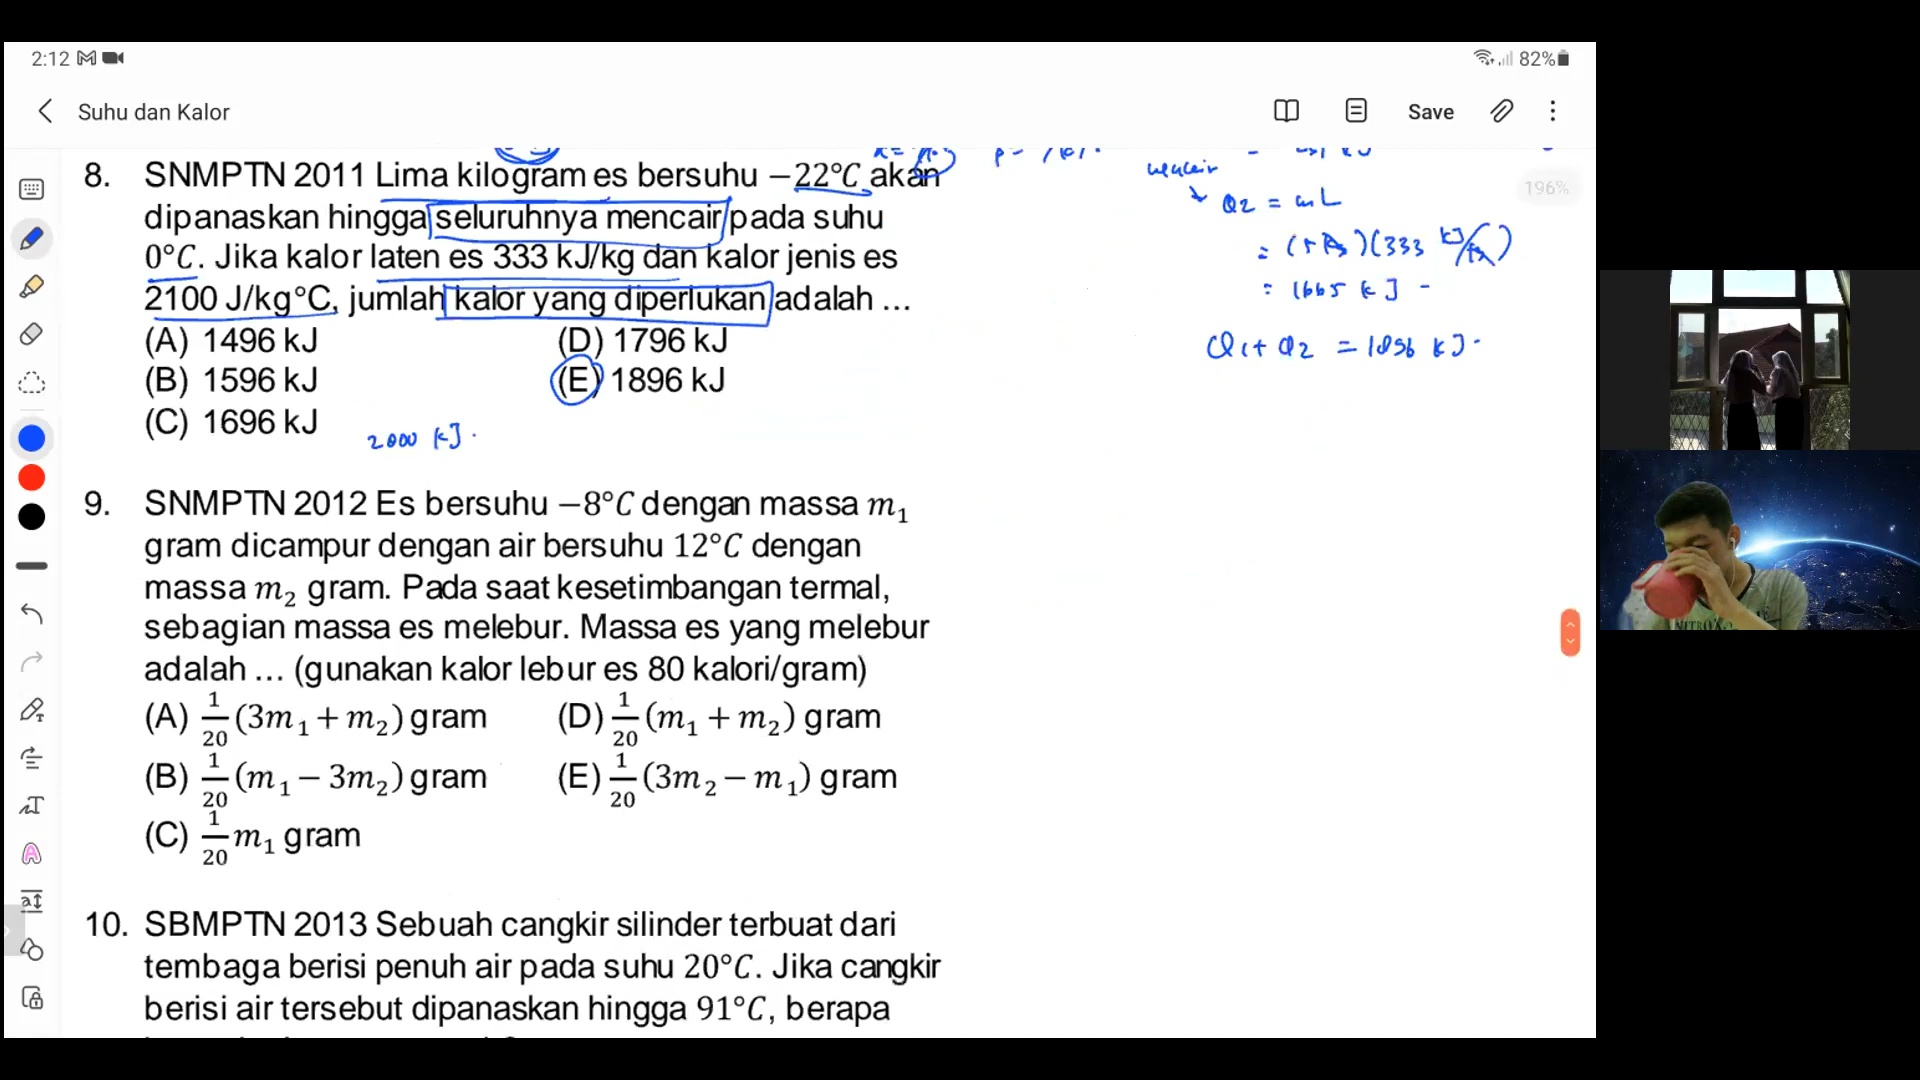 2:12
82%
Suhu dan Kalor
Save
196%
8. SNMPTN 2011 Lima kilogram es bersuhu −22°C akan
dipanaskan hingga seluruhnya mencair pada suhu
0°C. Jika kalor laten es 333 kJ/kg dan kalor jenis es
2100 J/kg°C, jumlah kalor yang diperlukan adalah ...
(A) 1496 kJ (D) 1796 kJ
(B) 1596 kJ (E) 1896 kJ
(C) 1696 kJ
2000 kJ.
mencair
Q2 = mL
= 1665 kJ
Q1 + Q2 = 1896 kJ.
9. SNMPTN 2012 Es bersuhu −8°C dengan massa m₁
gram dicampur dengan air bersuhu 12°C dengan
massa m₂ gram. Pada saat kesetimbangan termal,
sebagian massa es melebur. Massa es yang melebur
adalah ... (gunakan kalor lebur es 80 kalori/gram)
(A) 1/20 (3m₁ + m₂) gram (D) 1/20 (m₁ + m₂) gram
(B) 1/20 (m₁ − 3m₂) gram (E) 1/20 (3m₂ − m₁) gram
(C) 1/20 m₁ gram
10. SBMPTN 2013 Sebuah cangkir silinder terbuat dari
tembaga berisi penuh air pada suhu 20°C. Jika cangkir
berisi air tersebut dipanaskan hingga 91°C, berapa